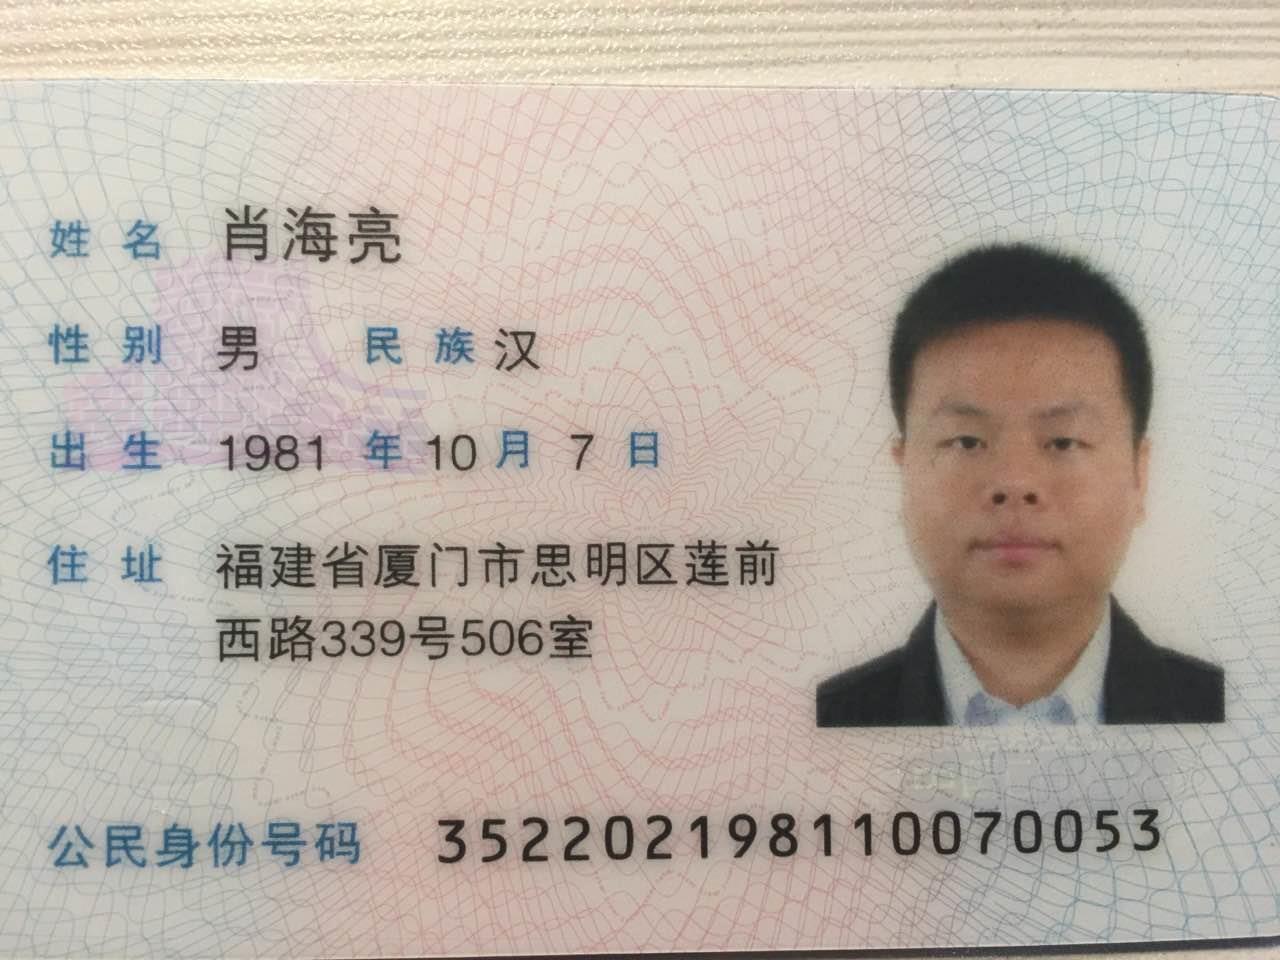 姓名 肖海亮
性别 男 民族 汉
出生 1981 年 10 月 7 日
住址 福建省厦门市思明区莲前
西路339号506室
公民身份号码 352202198110070053